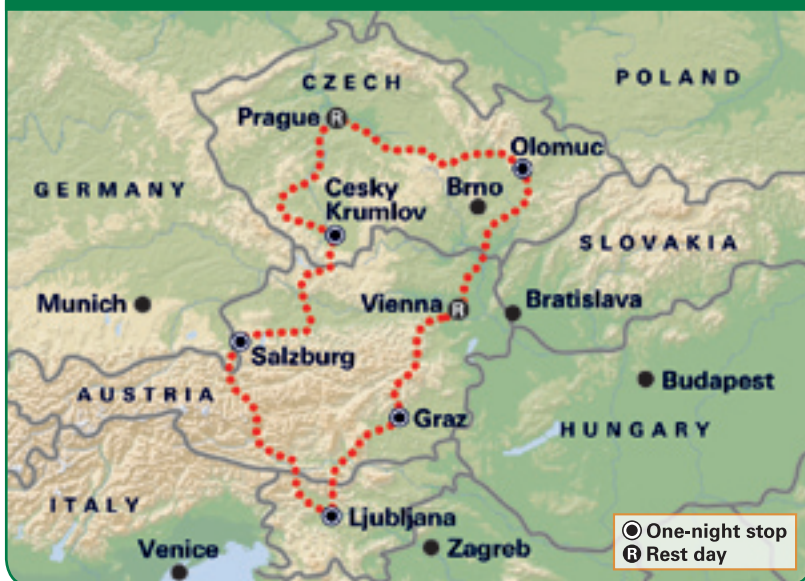 CZECH
POLAND
Prague R
Olomuc
GERMANY
Cesky
Krumlov
Brno
SLOVAKIA
Munich
Vienna R
Bratislava
Salzburg
AUSTRIA
Budapest
Graz
HUNGARY
ITALY
Ljubljana
Venice
Zagreb
One-night stop
R Rest day